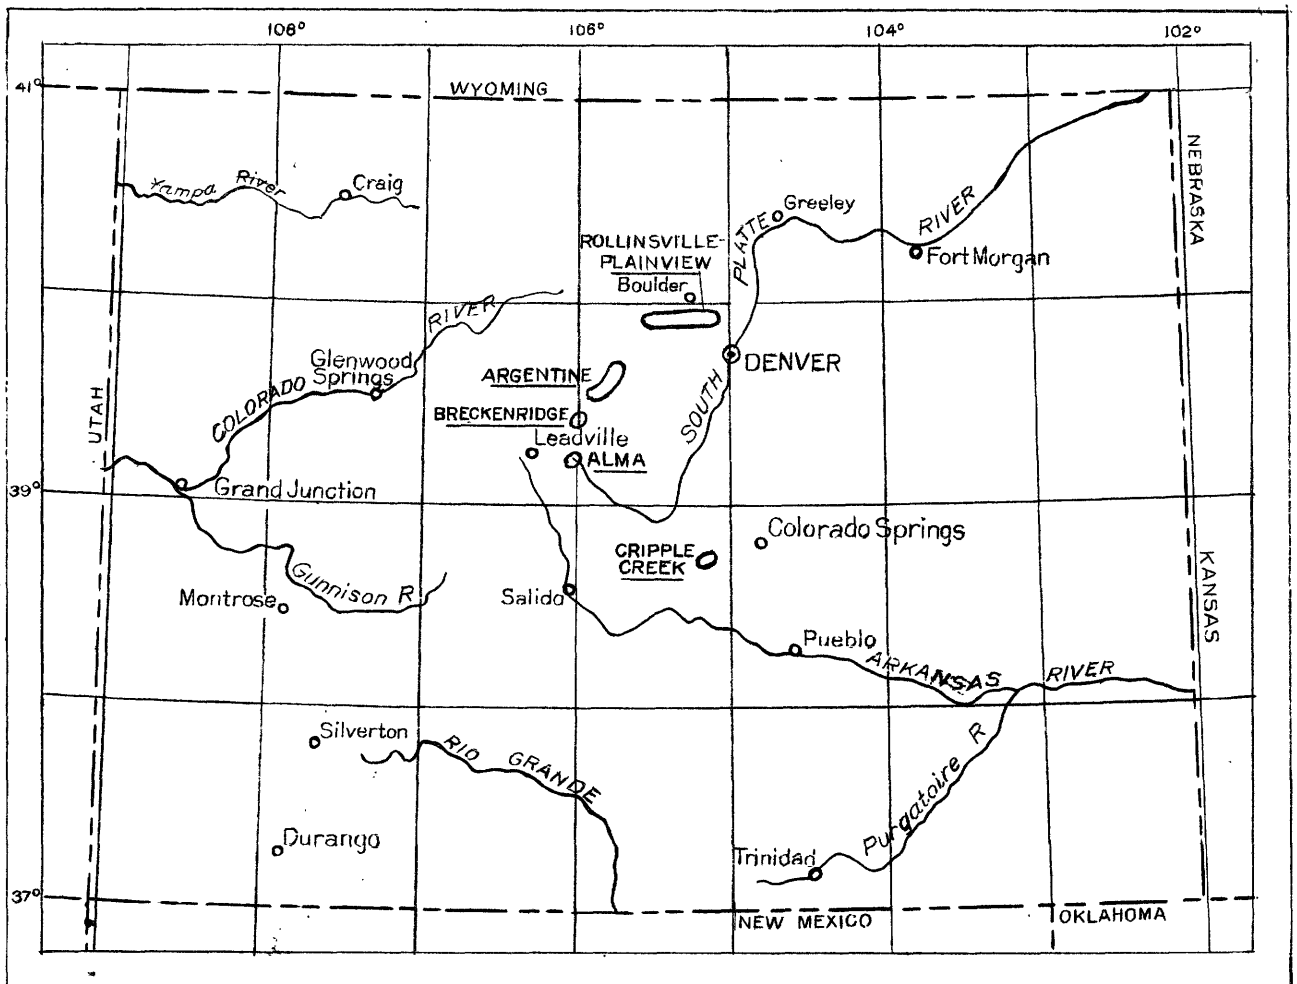 108° 106° 104° 102°
41°
WYOMING
NEBRASKA
Yampa River
Craig
Greeley
PLATTE
RIVER
Fort Morgan
ROLLINSVILLE-
PLAINVIEW
Boulder
RIVER
Glenwood
Springs
COLORADO
UTAH
ARGENTINE
DENVER
SOUTH
BRECKENRIDGE
Leadville
ALMA
39°
Grand Junction
Colorado Springs
CRIPPLE
CREEK
KANSAS
Gunnison R
Montrose
Salida
Pueblo
ARKANSAS RIVER
Silverton
RIO GRANDE
Purgatoire R
Durango
Trinidad
37°
NEW MEXICO
OKLAHOMA